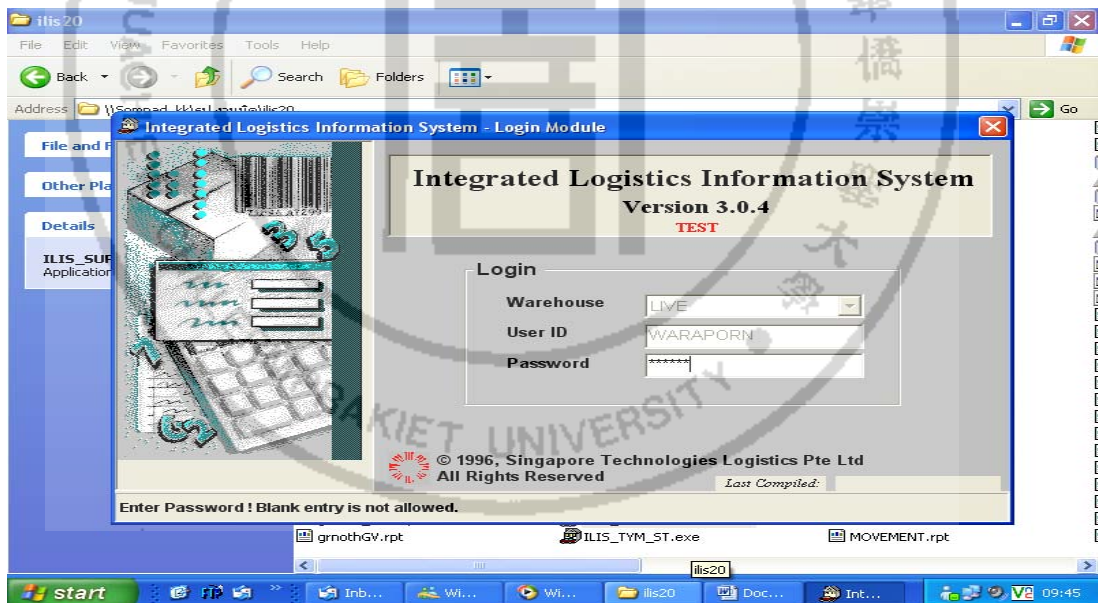 ilis20
File Edit View Favorites Tools Help
Back Search Folders
Address Go
Integrated Logistics Information System - Login Module
File and F
Other Pla
Details
ILIS_SUF
Application
Integrated Logistics Information System
Version 3.0.4
TEST
Login
Warehouse LIVE
User ID WARAPORN
Password ******
© 1996, Singapore Technologies Logistics Pte Ltd
All Rights Reserved
Last Compiled:
Enter Password ! Blank entry is not allowed.
grnothGV.rpt ILIS_TYM_ST.exe MOVEMENT.rpt
ilis20
start Inb... Wi... Wi... ilis20 Doc... Int... 09:45
UNIVERSITY